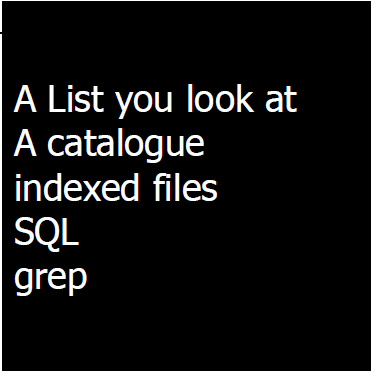 A List you look at
A catalogue
indexed files
SQL
grep